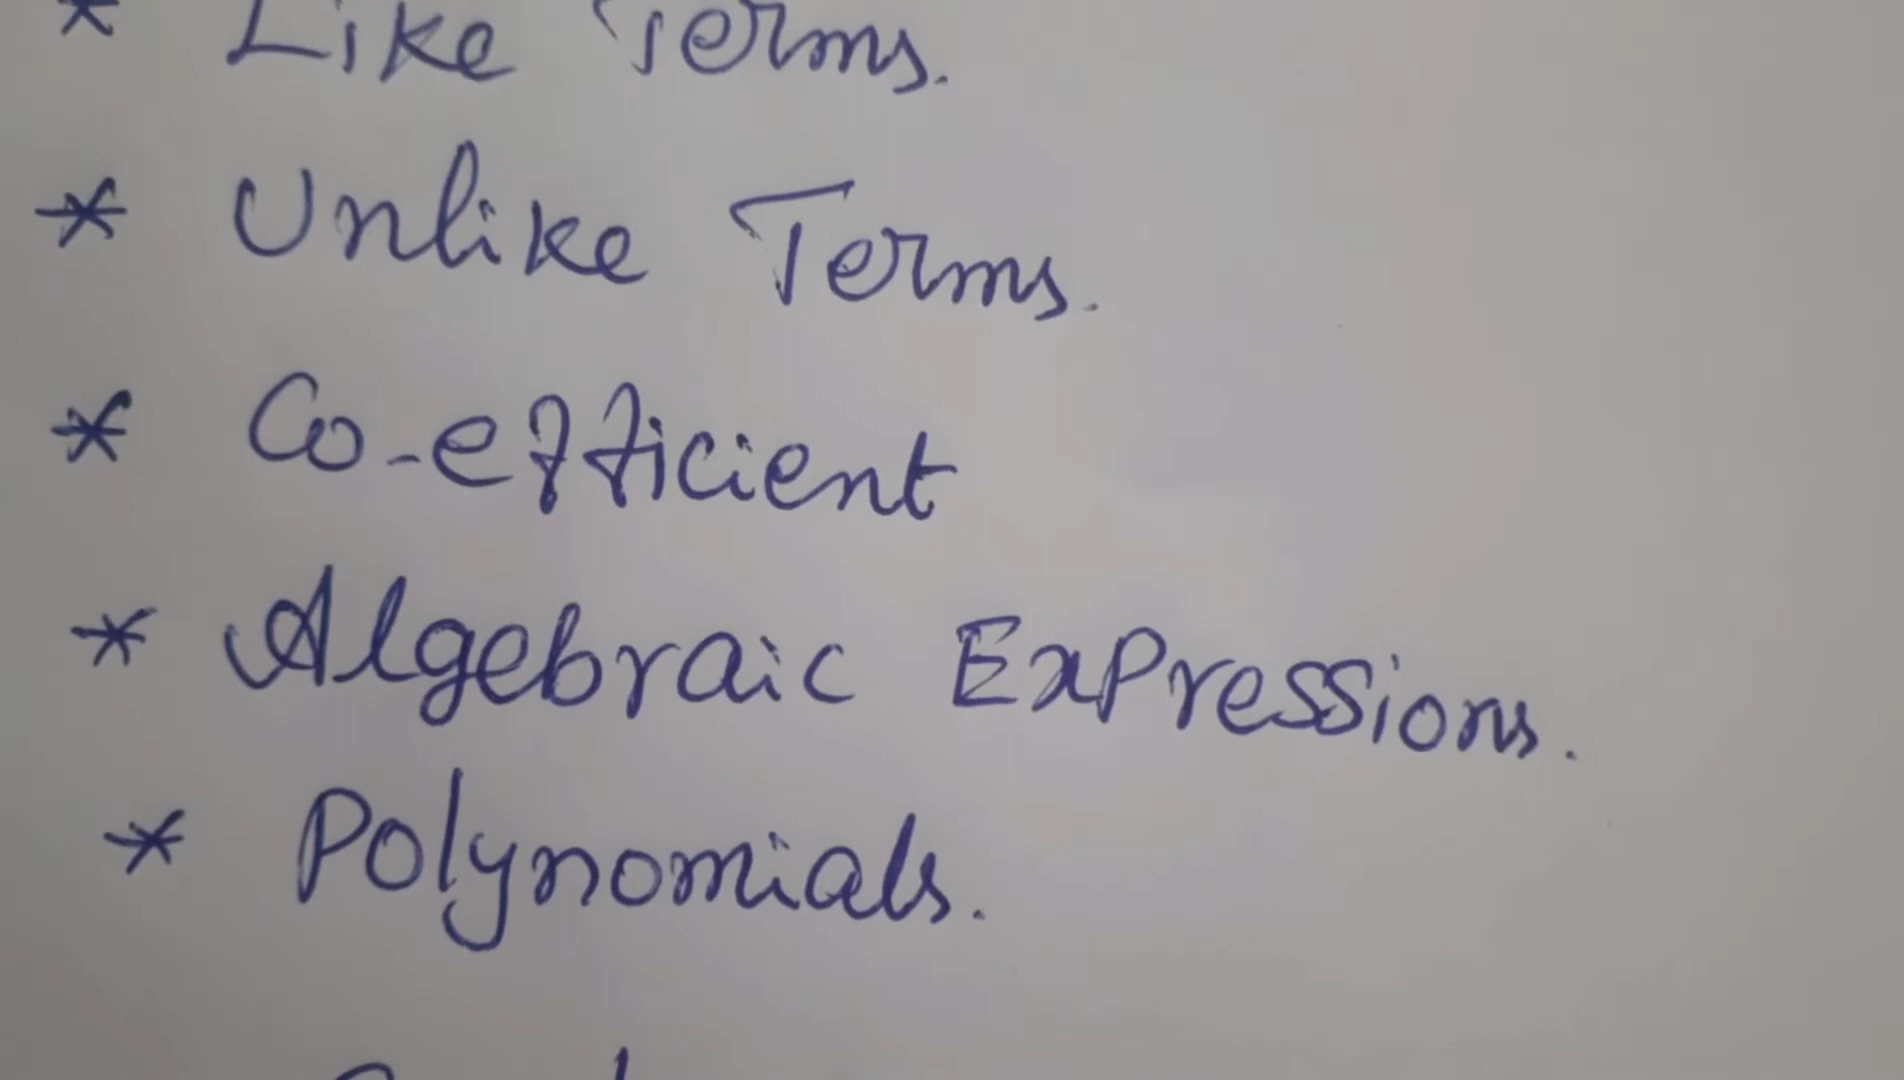 * Like Terms.
* Unlike Terms.
* Co-efficient
* Algebraic Expressions.
* Polynomials.